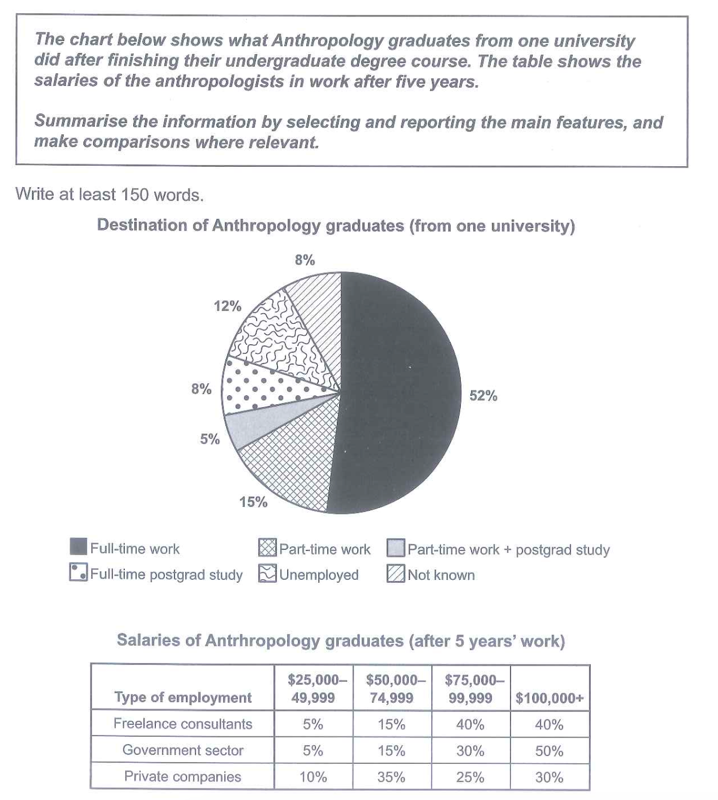 The chart below shows what Anthropology graduates from one university
did after finishing their undergraduate degree course. The table shows the
salaries of the anthropologists in work after five years.
Summarise the information by selecting and reporting the main features, and
make comparisons where relevant.
Write at least 150 words.
Destination of Anthropology graduates (from one university)
8%
12%
8%
52%
5%
15%
Full-time work Part-time work Part-time work + postgrad study
Full-time postgrad study Unemployed Not known
Salaries of Antrhropology graduates (after 5 years' work)
Type of employment $25,000–49,999 $50,000–74,999 $75,000–99,999 $100,000+
Freelance consultants 5% 15% 40% 40%
Government sector 5% 15% 30% 50%
Private companies 10% 35% 25% 30%